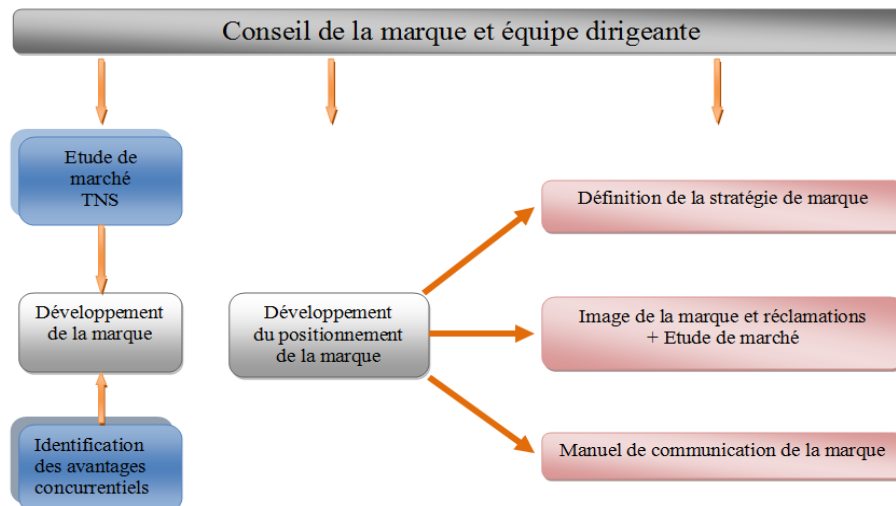 Conseil de la marque et équipe dirigeante
Etude de
marché
TNS
Développement
de la marque
Identification
des avantages
concurrentiels
Développement
du positionnement
de la marque
Définition de la stratégie de marque
Image de la marque et réclamations
+ Etude de marché
Manuel de communication de la marque